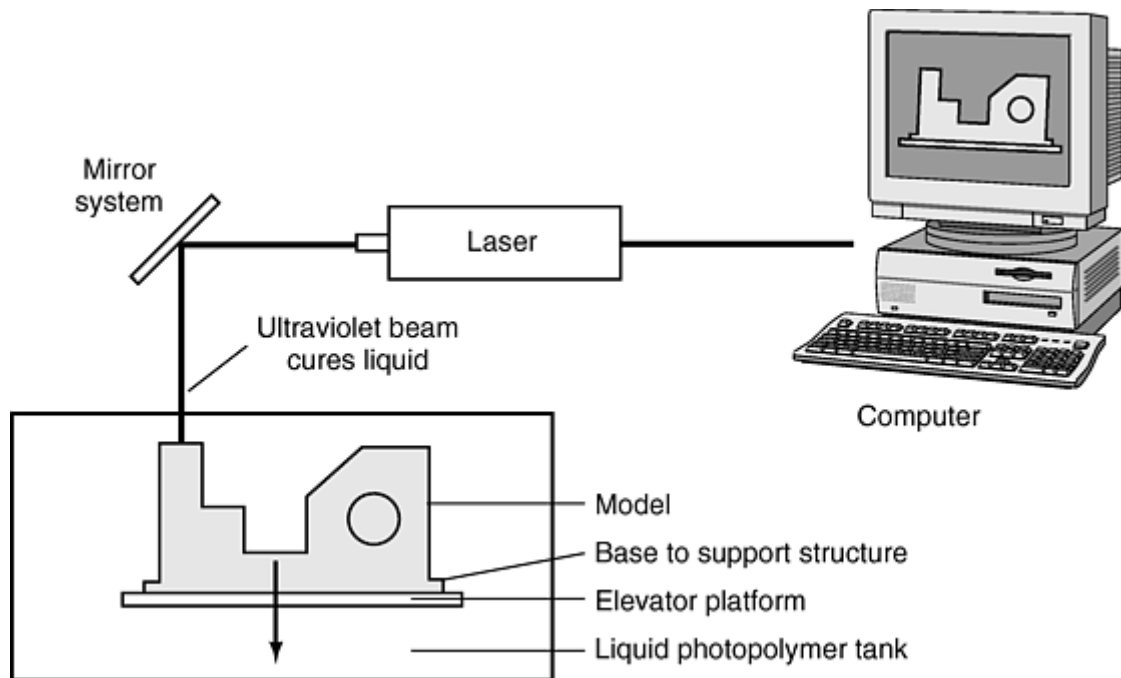 Mirror
system
Laser
Ultraviolet beam
cures liquid
Computer
Model
Base to support structure
Elevator platform
Liquid photopolymer tank